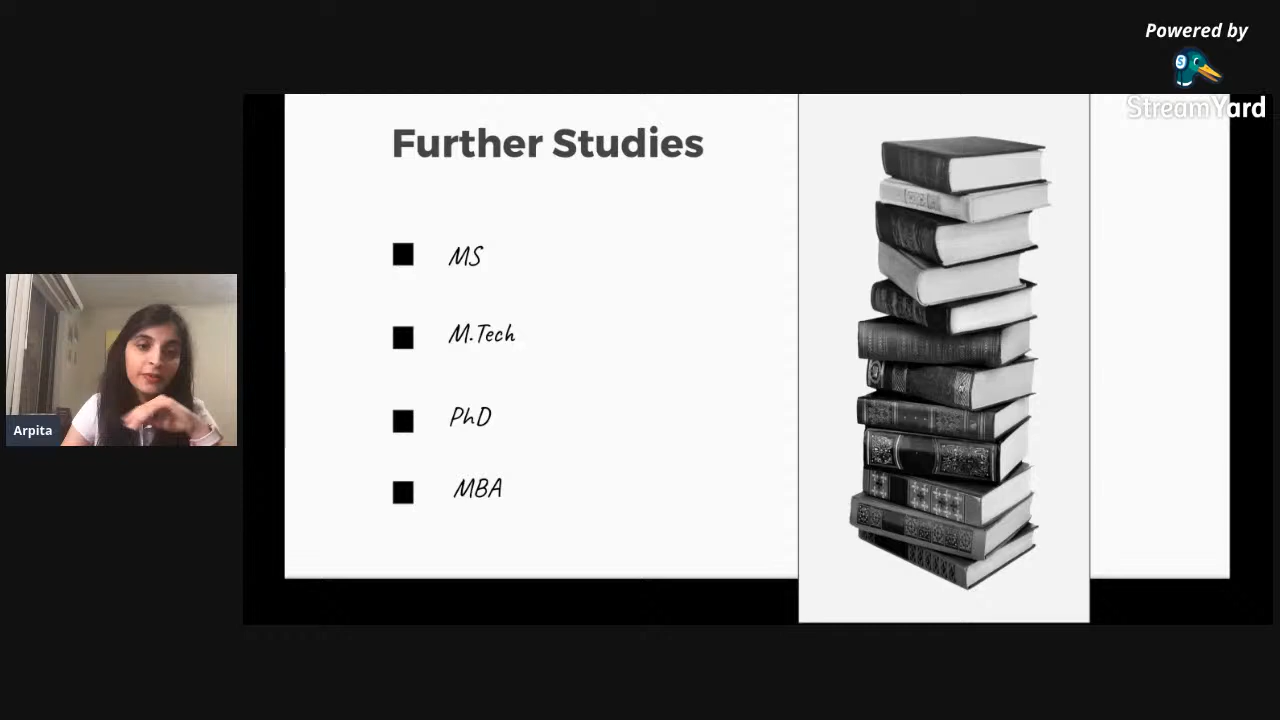 Powered by
StreamYard
Further Studies
MS
M.Tech
PhD
MBA
Arpita